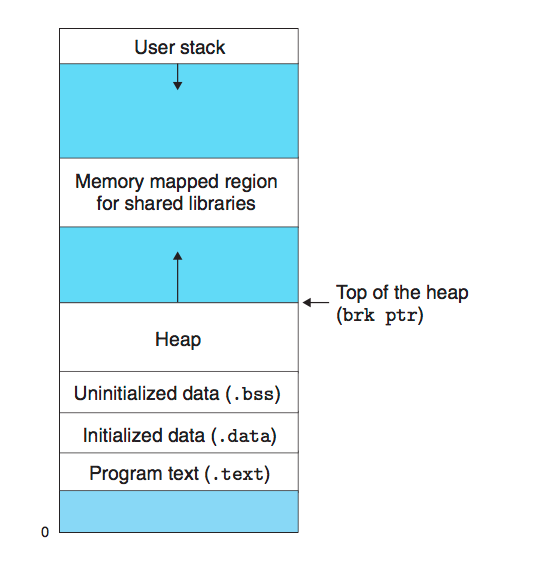 User stack
Memory mapped region
for shared libraries
Top of the heap
(brk ptr)
Heap
Uninitialized data (.bss)
Initialized data (.data)
Program text (.text)
0